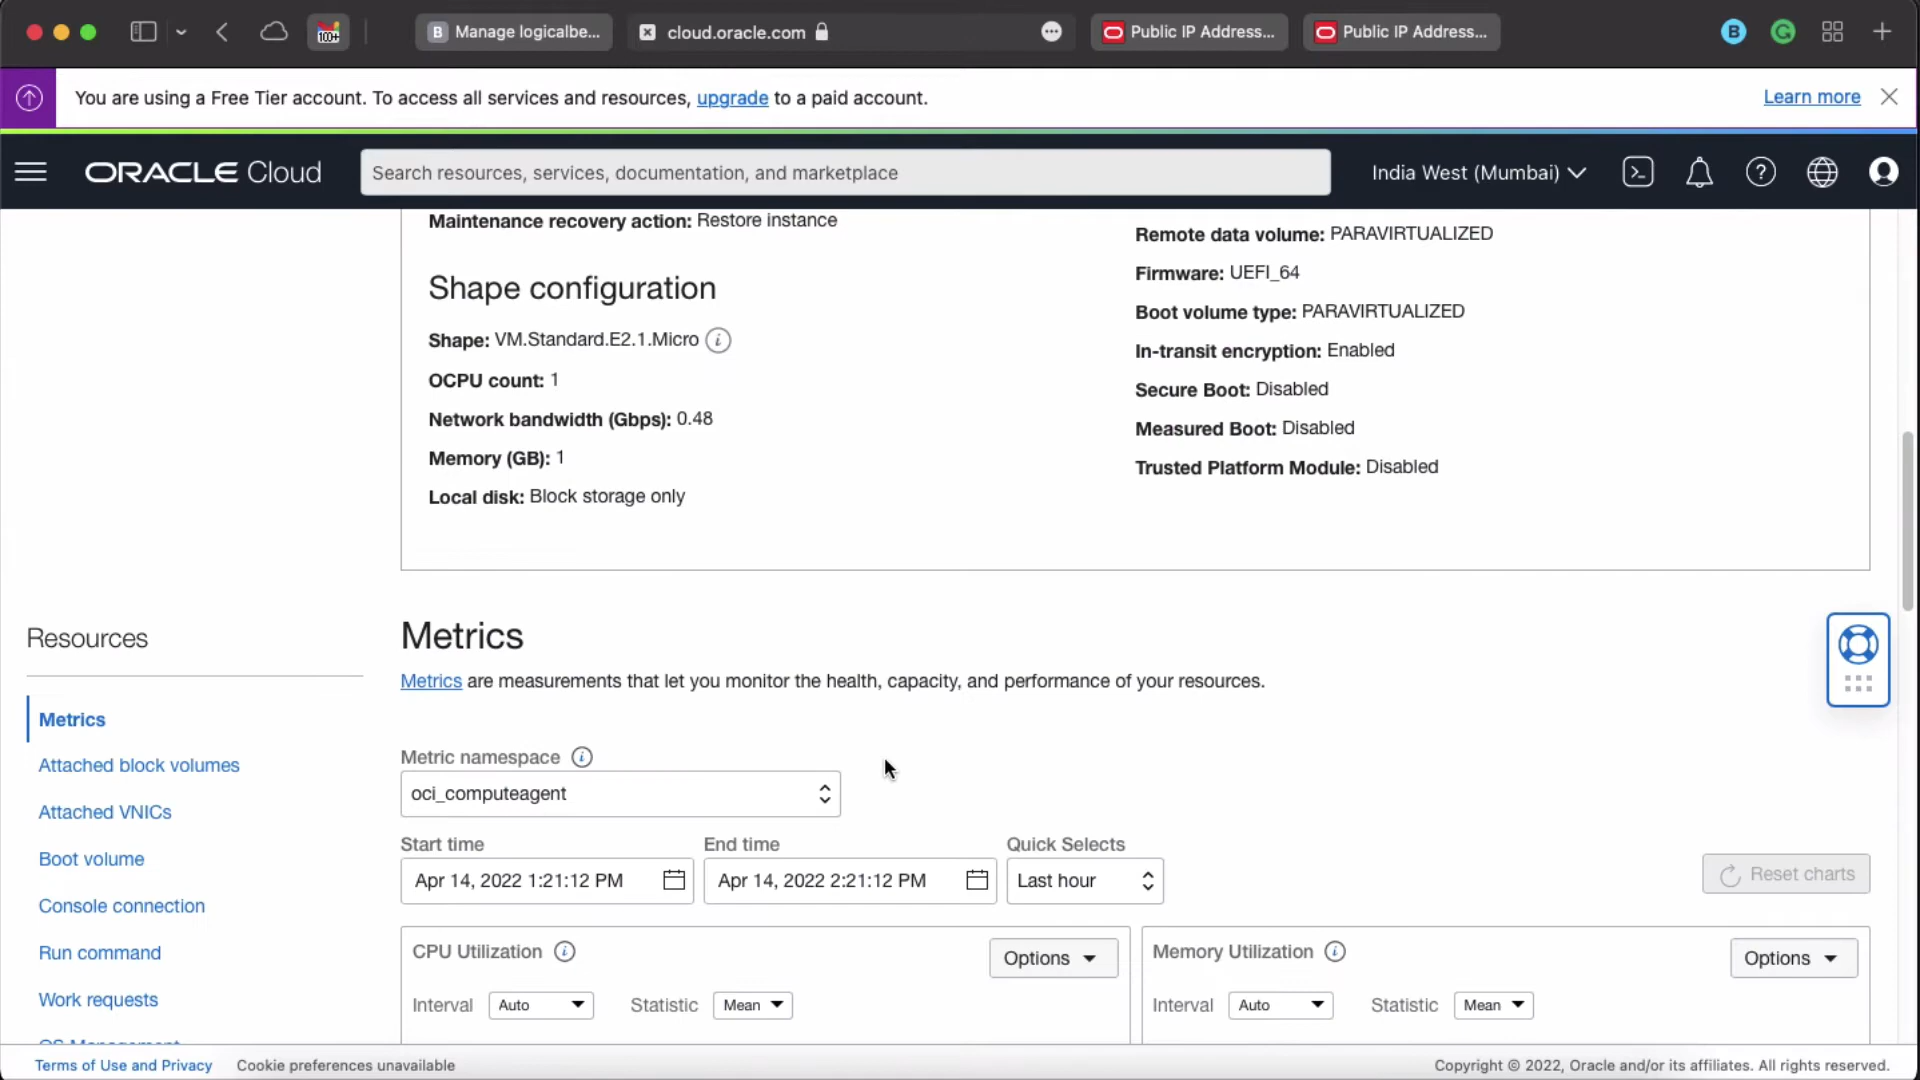 B Manage logicalbe...
cloud.oracle.com
Public IP Address...
Public IP Address...
B
G
100+
You are using a Free Tier account. To access all services and resources, upgrade to a paid account.
Learn more
ORACLE Cloud
Search resources, services, documentation, and marketplace
India West (Mumbai)
Maintenance recovery action: Restore instance
Shape configuration
Shape: VM.Standard.E2.1.Micro
OCPU count: 1
Network bandwidth (Gbps): 0.48
Memory (GB): 1
Local disk: Block storage only
Remote data volume: PARAVIRTUALIZED
Firmware: UEFI_64
Boot volume type: PARAVIRTUALIZED
In-transit encryption: Enabled
Secure Boot: Disabled
Measured Boot: Disabled
Trusted Platform Module: Disabled
Resources
Metrics
Attached block volumes
Attached VNICs
Boot volume
Console connection
Run command
Work requests
OS Management
Metrics
Metrics are measurements that let you monitor the health, capacity, and performance of your resources.
Metric namespace
oci_computeagent
Start time
Apr 14, 2022 1:21:12 PM
End time
Apr 14, 2022 2:21:12 PM
Quick Selects
Last hour
Reset charts
CPU Utilization
Options
Interval Auto Statistic Mean
Memory Utilization
Options
Interval Auto Statistic Mean
Terms of Use and Privacy Cookie preferences unavailable
Copyright © 2022, Oracle and/or its affiliates. All rights reserved.